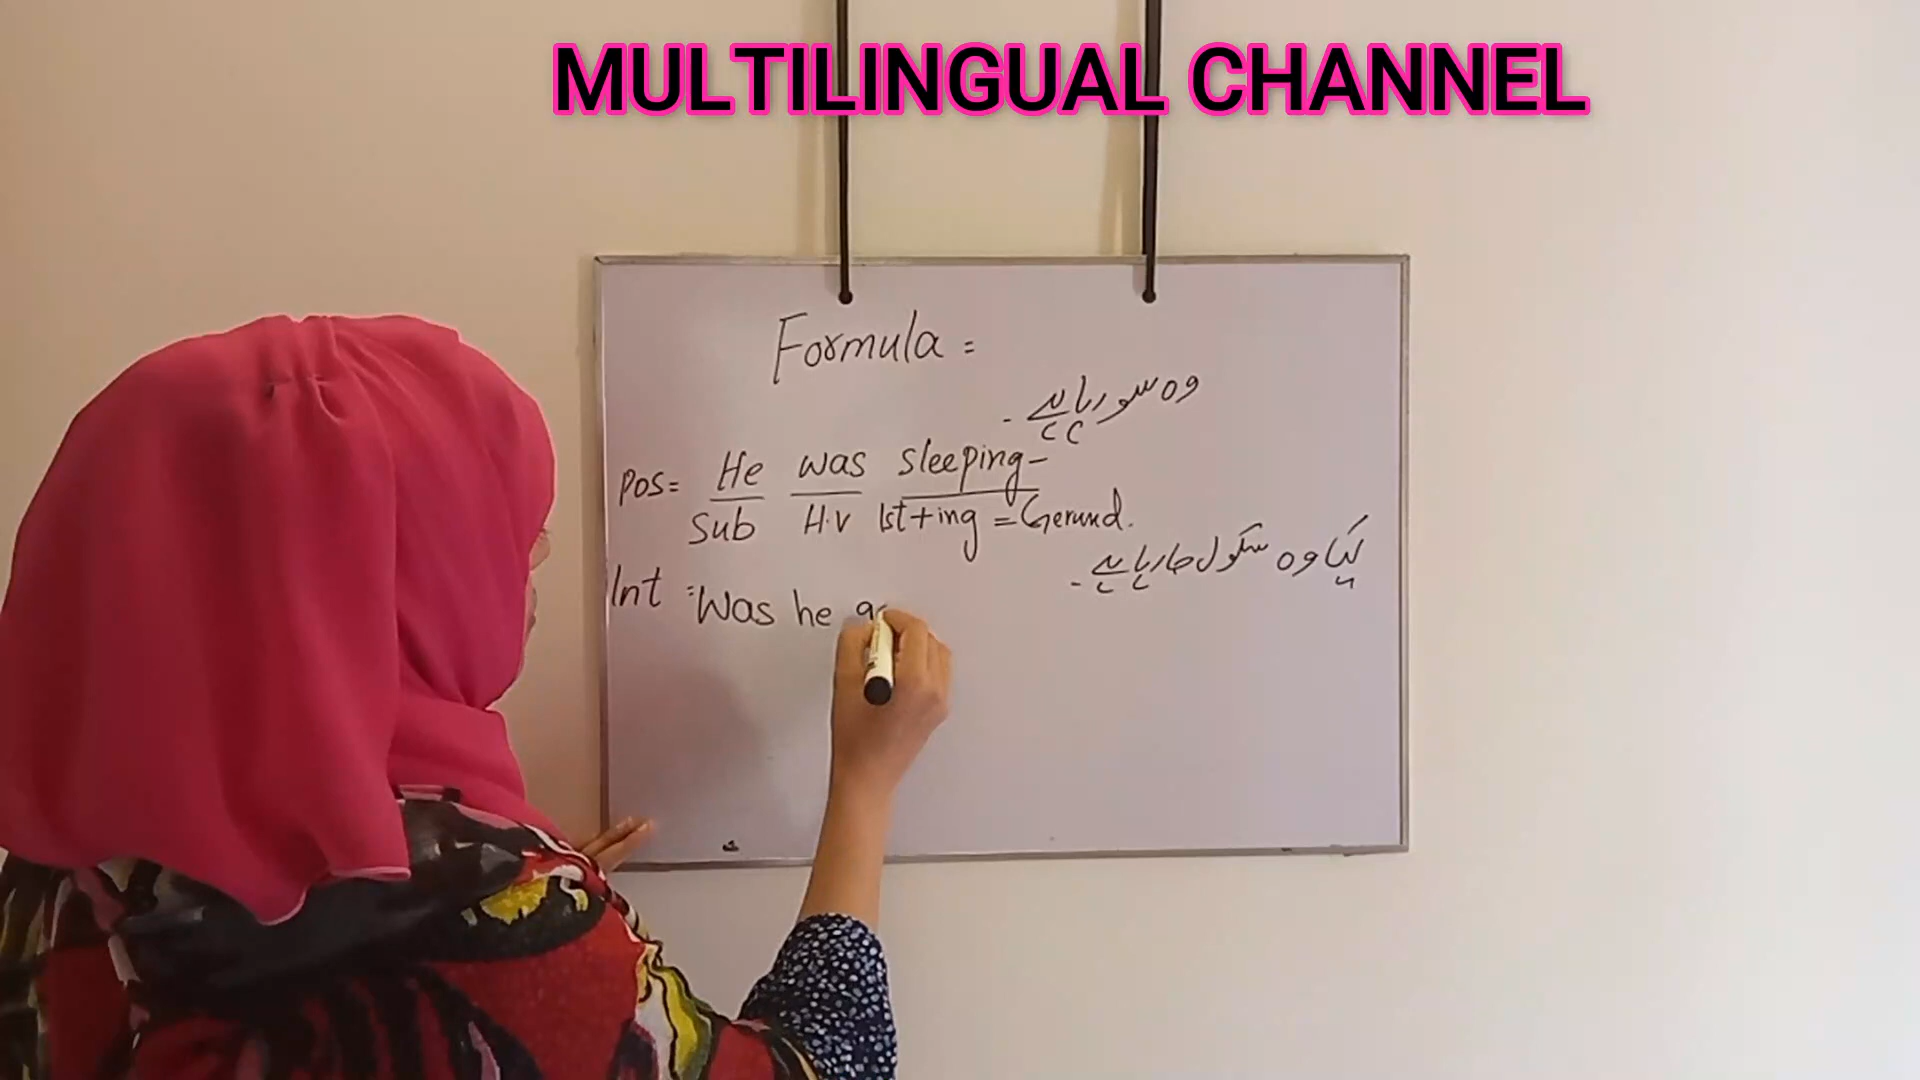 MULTILINGUAL CHANNEL
Formula =
وہ سو رہا ہے -
Pos= He was sleeping-
Sub H.V 1st+ing = Gerund.
کیا وہ سکول جا رہا ہے -
Int = Was he